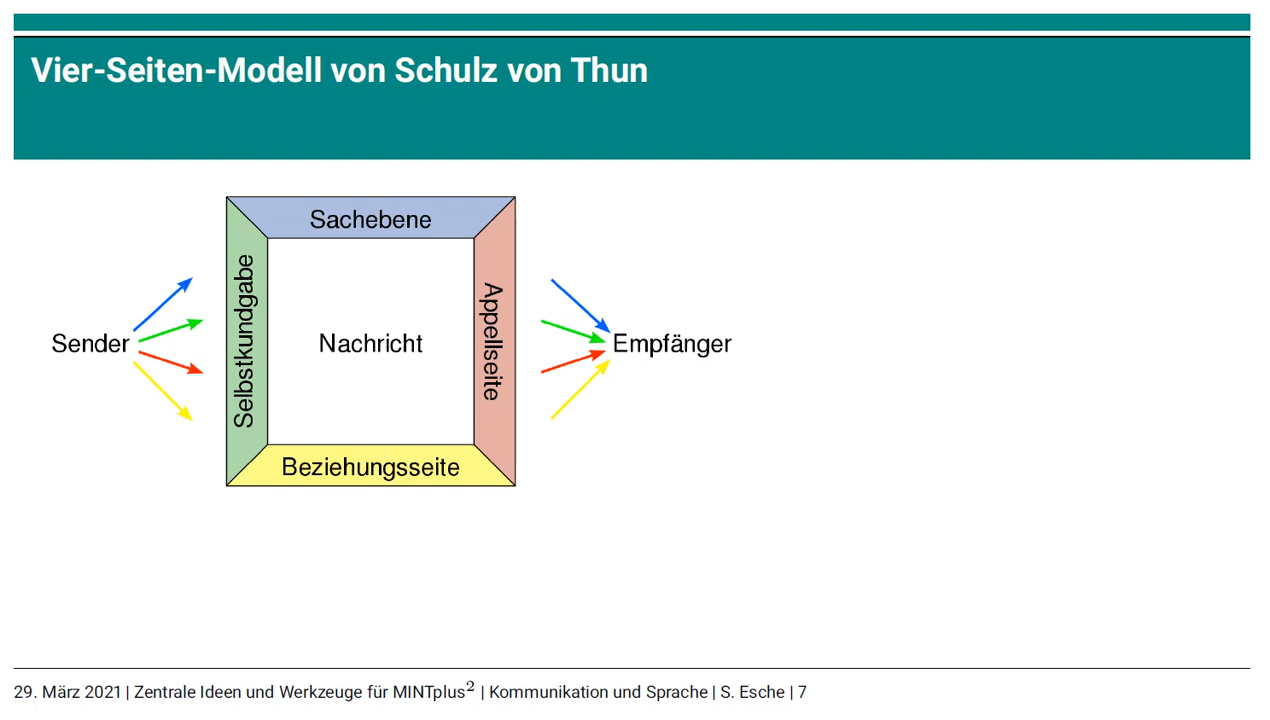 Vier-Seiten-Modell von Schulz von Thun
Sachebene
Selbstkundgabe
Appellseite
Sender
Nachricht
Empfänger
Beziehungsseite
29. März 2021 | Zentrale Ideen und Werkzeuge für MINTplus² | Kommunikation und Sprache | S. Esche | 7